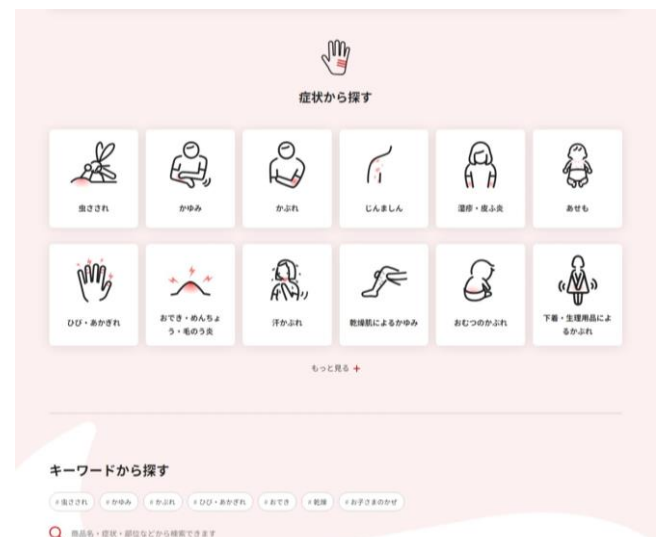 症状から探す
虫さされ
かゆみ
かぶれ
じんましん
湿疹・皮ふ炎
あせも
ひび・あかぎれ
おでき・めんちょ
う・毛のう炎
汗かぶれ
乾燥肌によるかゆみ
おむつのかぶれ
下着・生理用品によ
るかぶれ
もっと見る +
キーワードから探す
# 虫さされ
# かゆみ
# かぶれ
# ひび・あかぎれ
# おでき
# 乾燥
# お子さまのかぜ
商品名・症状・部位などから検索できます